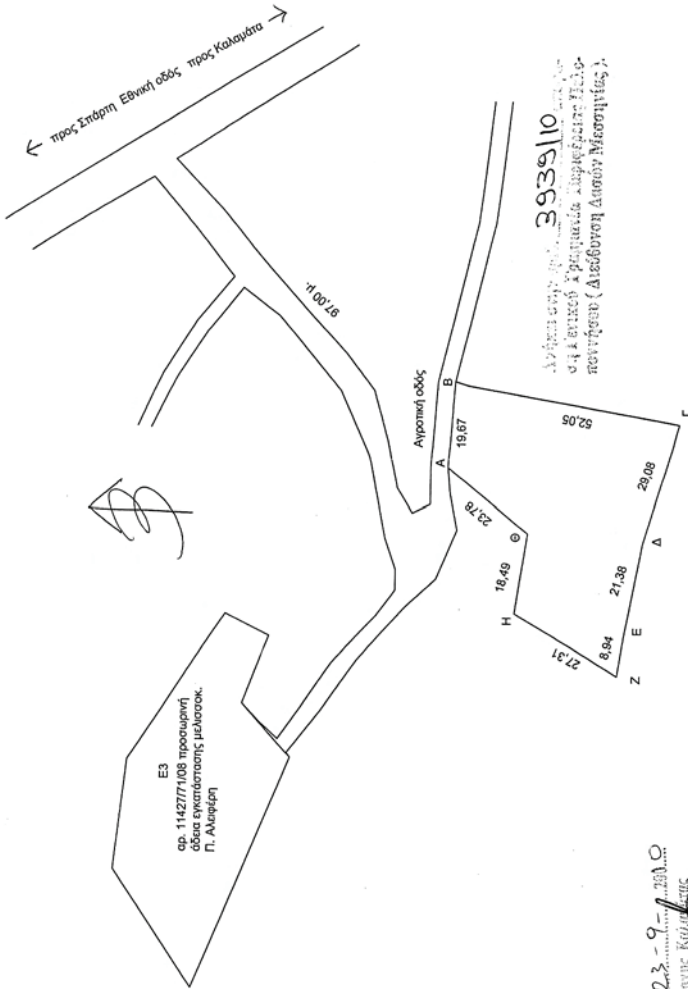 προς Σπάρτη Εθνική οδός προς Καλαμάτα
97,00 μ.
Αγροτική οδός
Α
Β
19,67
23,78
Θ
18,49
Η
27,31
52,05
29,08
Γ
Δ
21,38
Ε
8,94
Ζ
Ε3
αρ. 11427/71/08 προσωρινή
άδεια εγκατάστασης μελισσοκ.
Π. Αλειφέρη
3939/10
ποννήσου (Διεύθυνση Δασών Μεσσηνίας).
23-9-2010